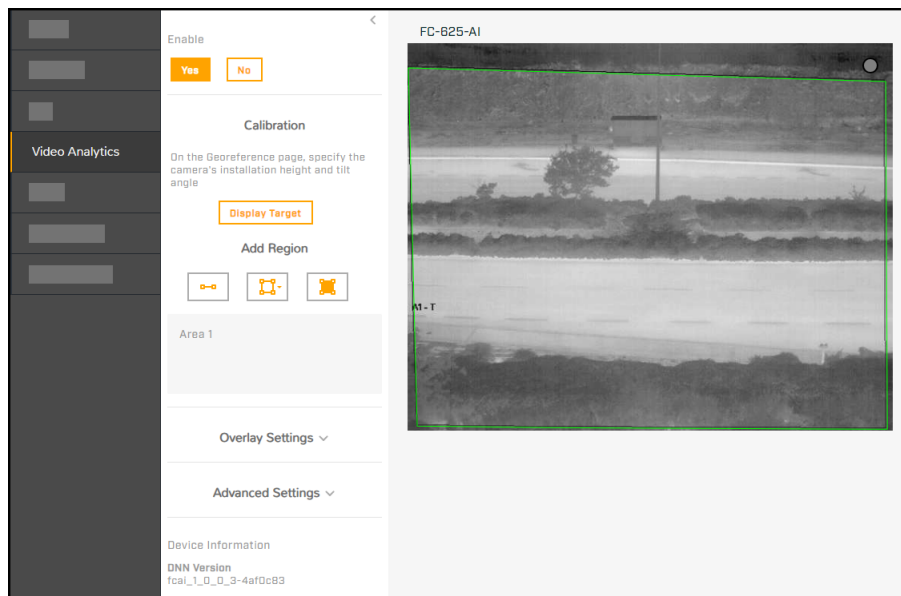 Video Analytics
Enable
Yes
No
Calibration
On the Georeference page, specify the
camera's installation height and tilt
angle
Display Target
Add Region
Area 1
Overlay Settings
Advanced Settings
Device Information
DNN Version
fcai_1_0_0_3-4af0c83
FC-625-AI
A1 - T